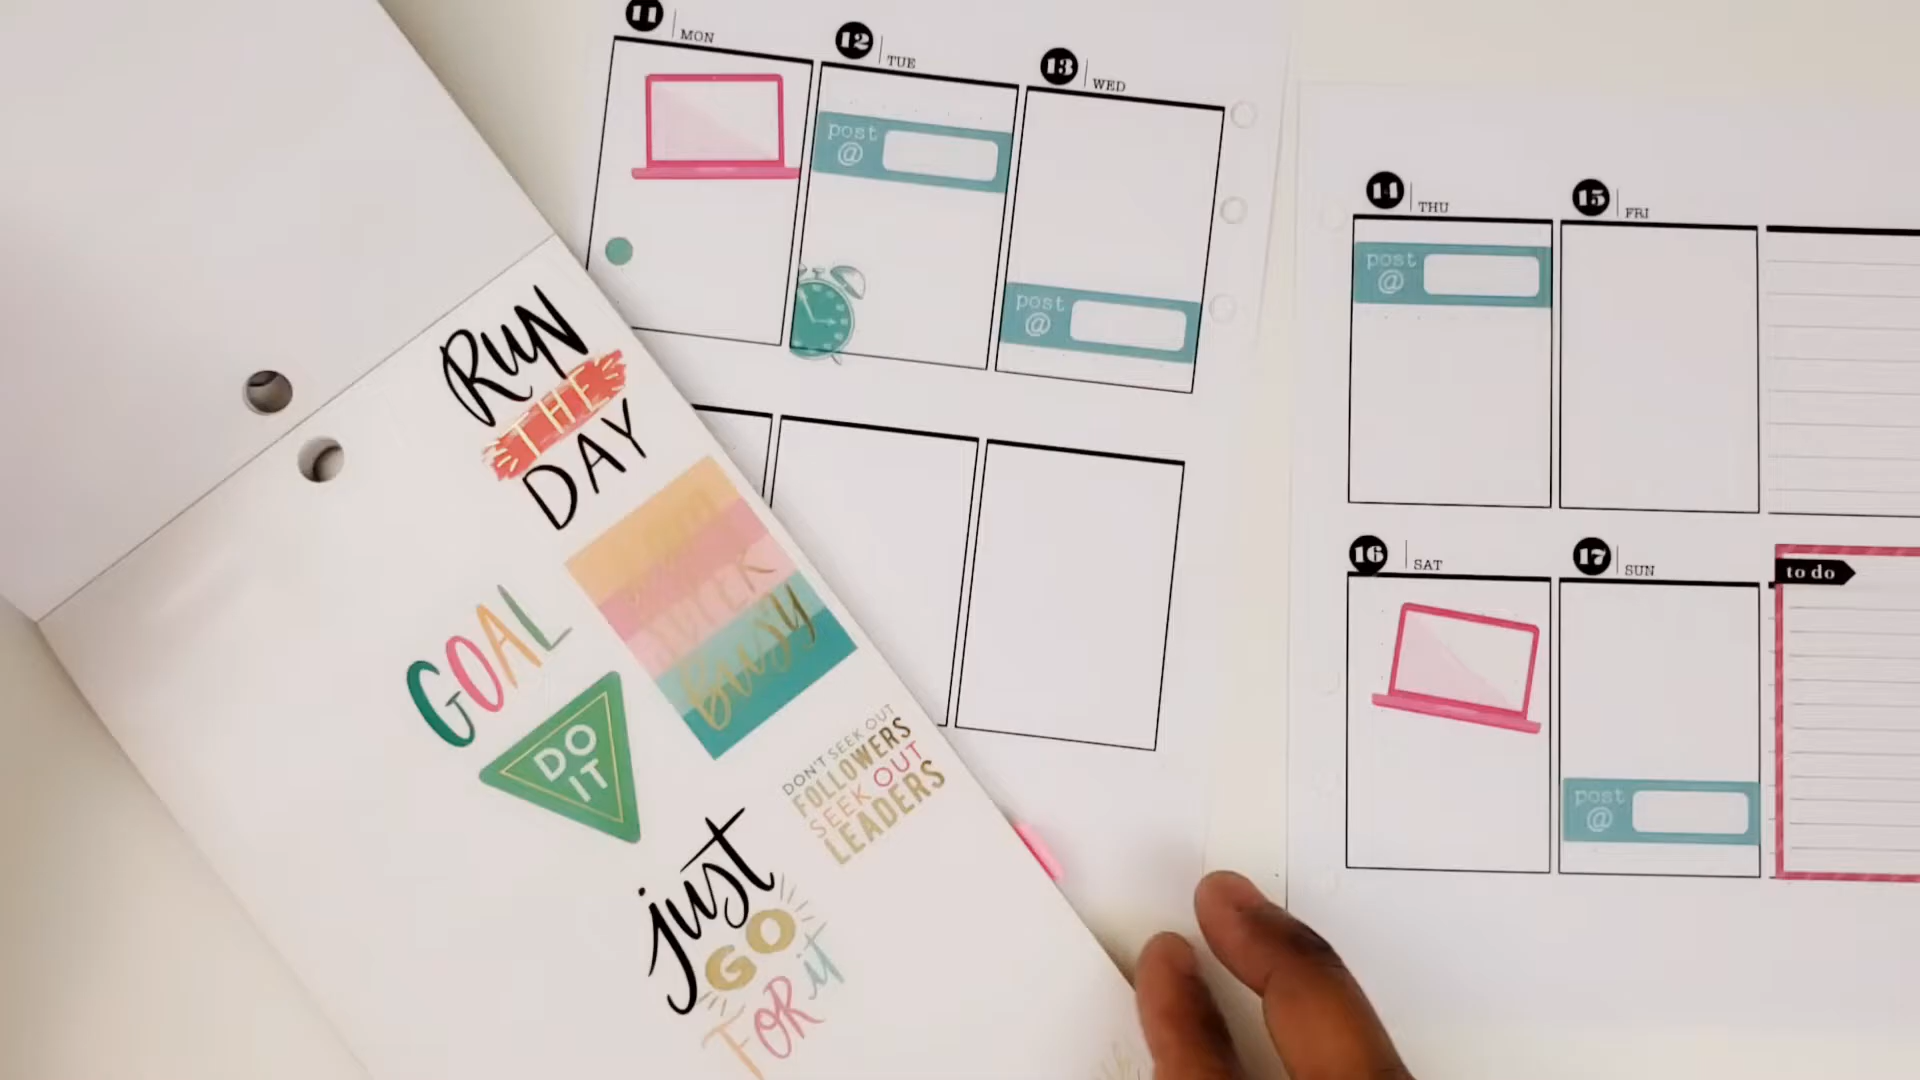 11 MON
12 TUE
13 WED
post
@
post
@
14 THU
15 FRI
post
@
16 SAT
17 SUN
to do
post
@
RUN
THE
DAY
GOAL
DO
IT
BUSY
DON'T SEEK OUT
FOLLOWERS
SEEK OUT
LEADERS
just
GO
FOR it